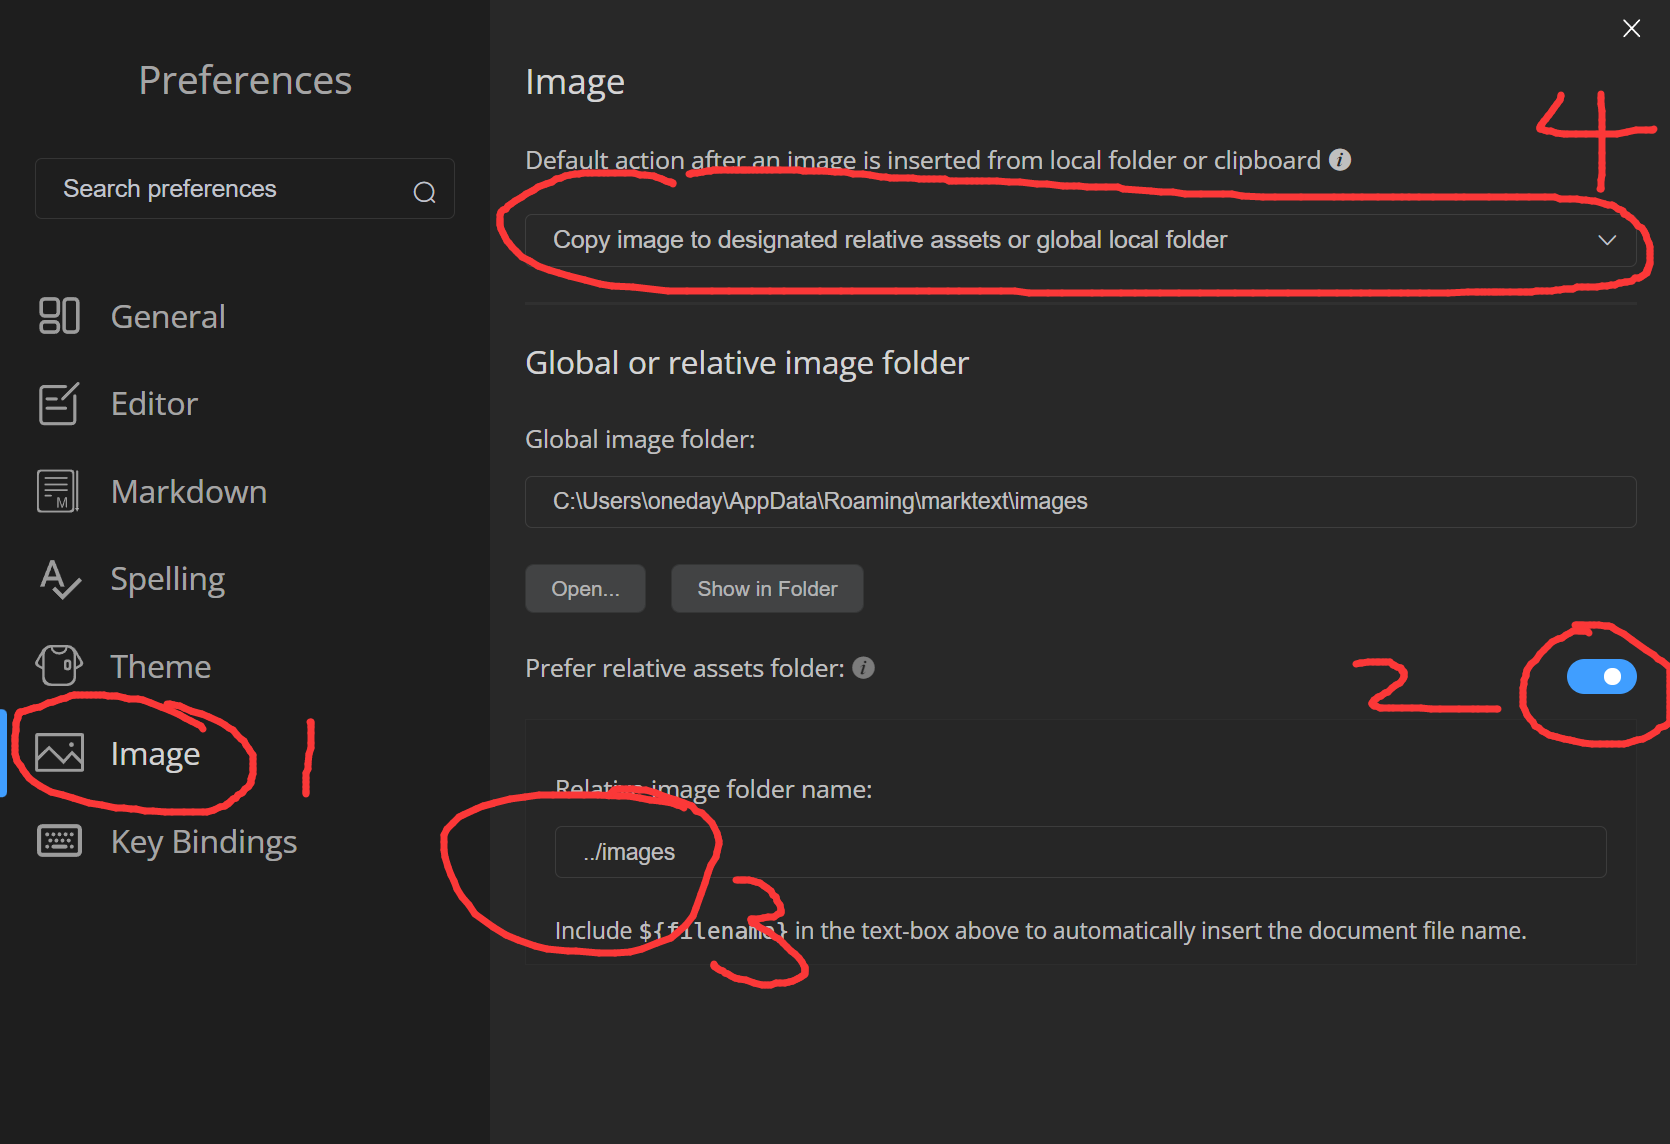 Preferences
Search preferences
General
Editor
Markdown
M
Spelling
Theme
Image
1
Key Bindings
Image
4
Default action after an image is inserted from local folder or clipboard
Copy image to designated relative assets or global local folder
Global or relative image folder
Global image folder:
C:\Users\oneday\AppData\Roaming\marktext\images
Open...
Show in Folder
Prefer relative assets folder:
2
Relative image folder name:
../images
3
Include ${filename} in the text-box above to automatically insert the document file name.